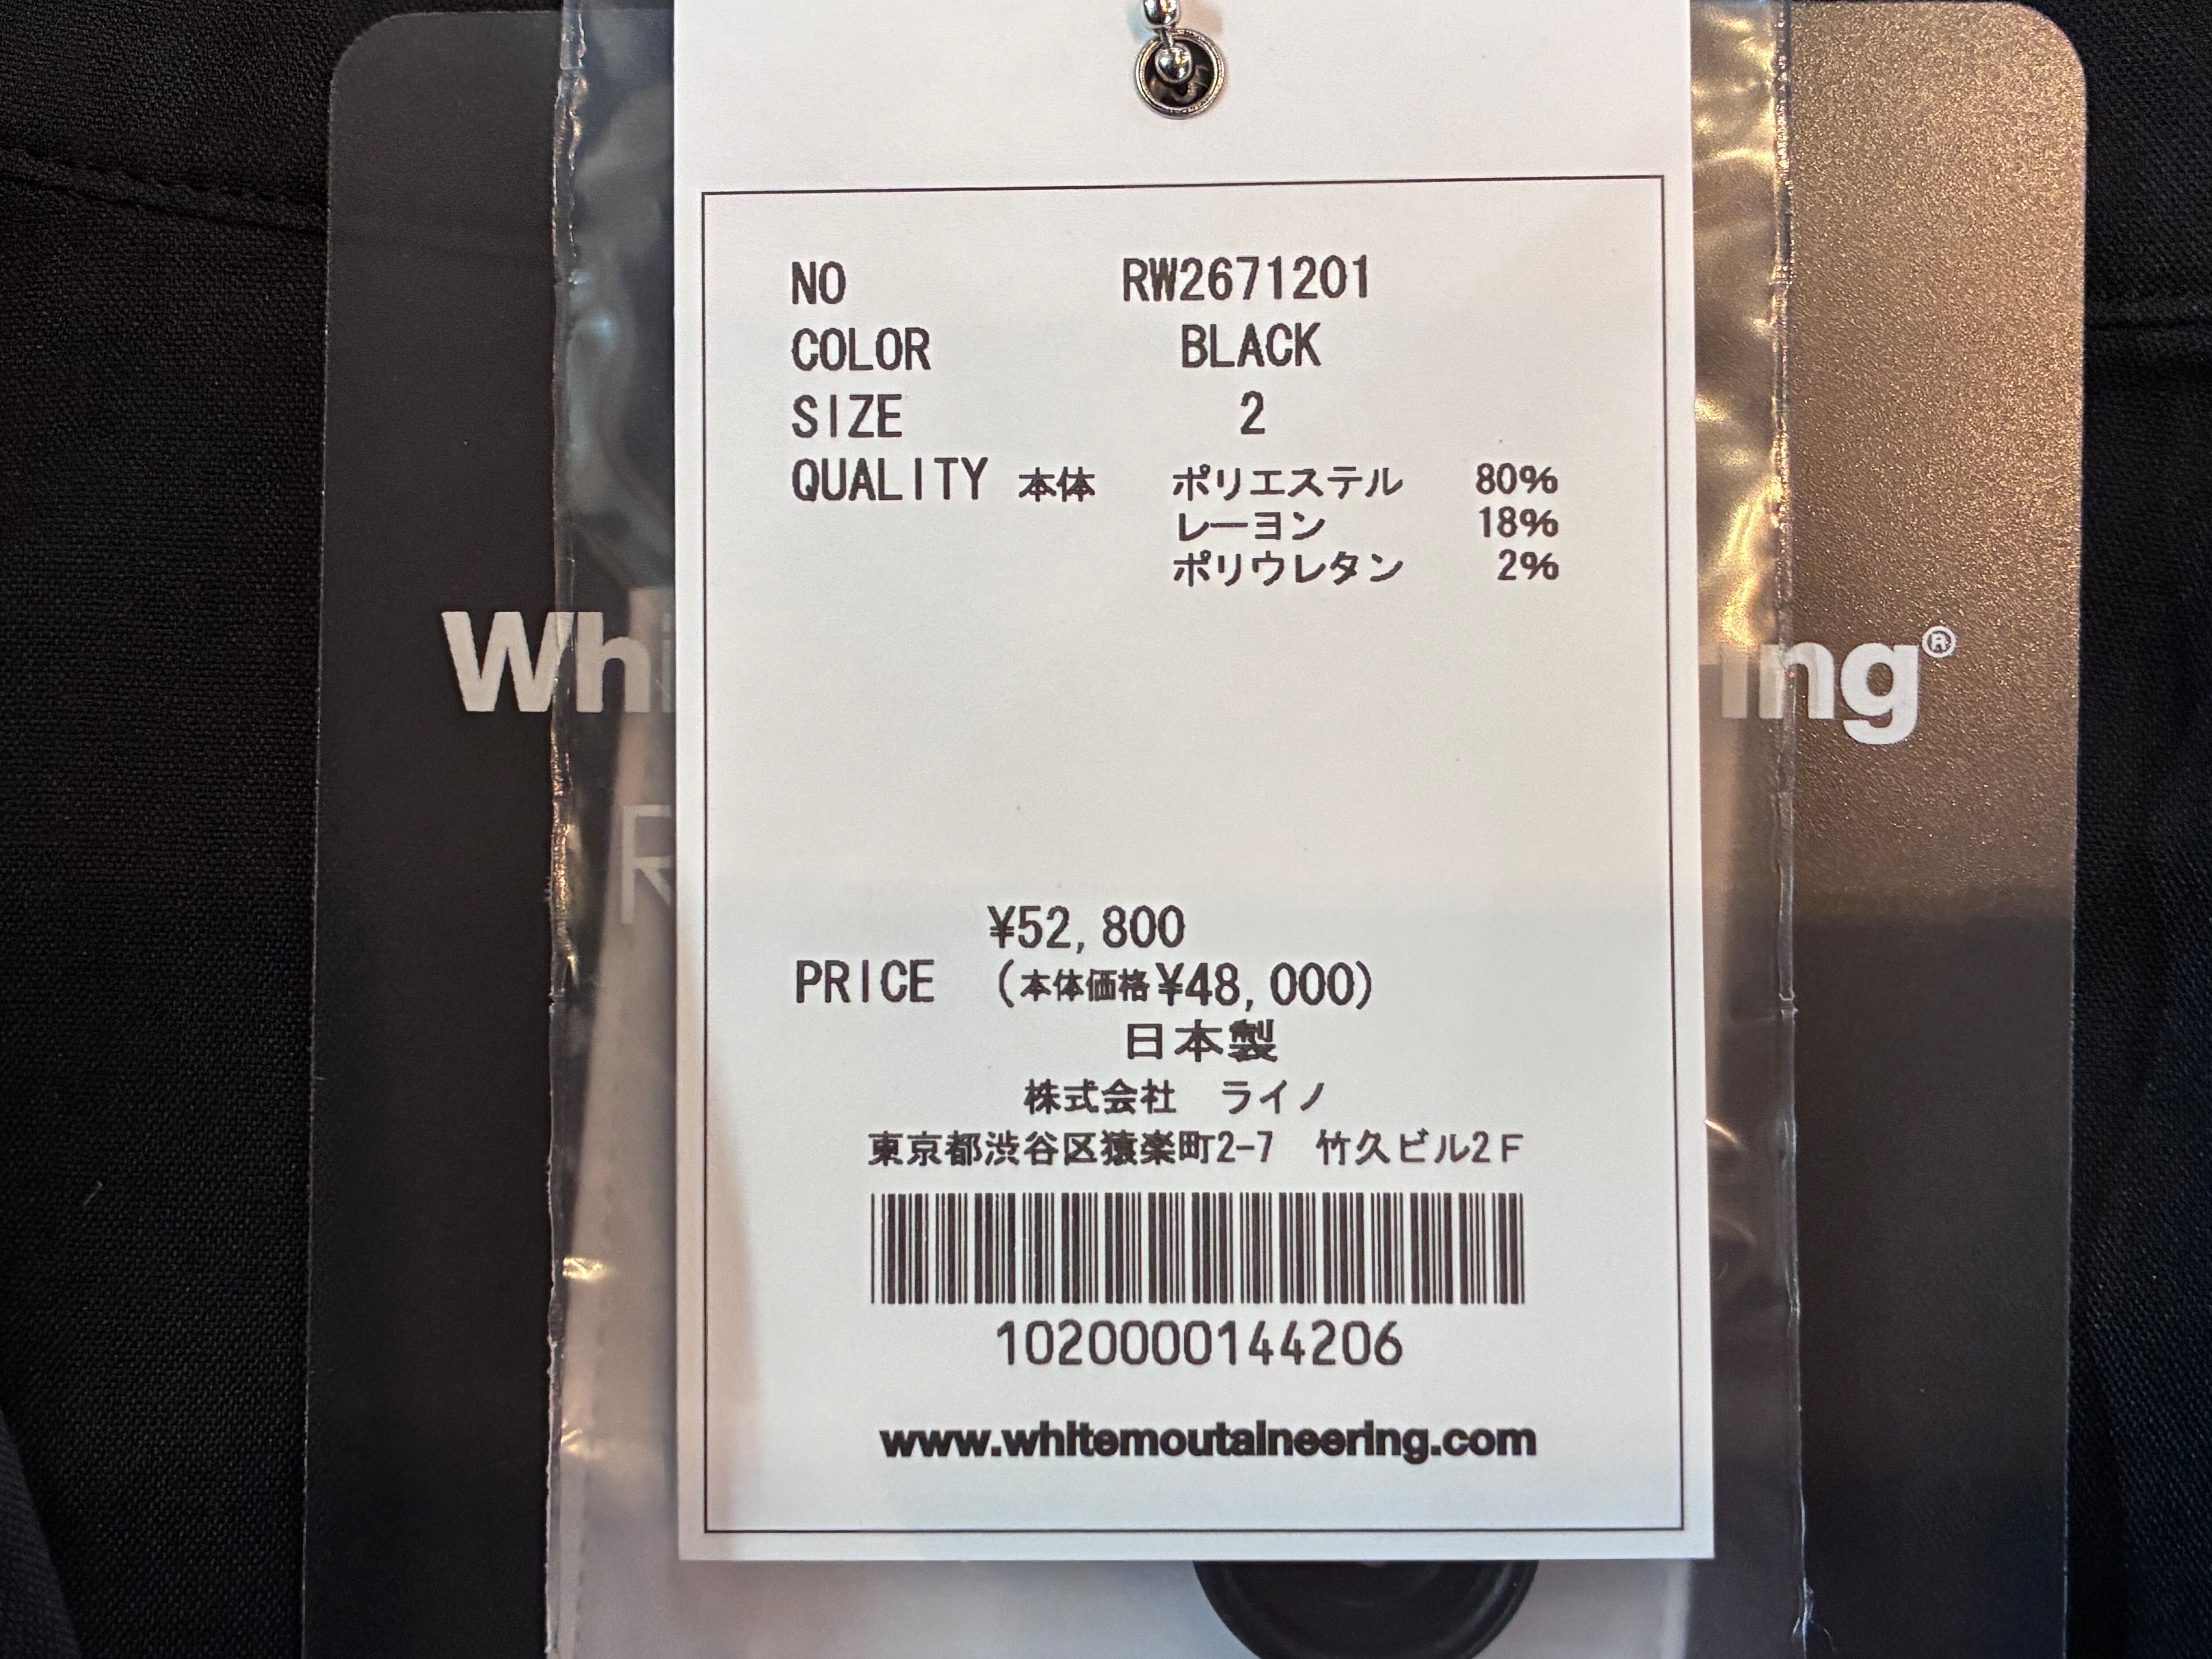 NO RW2671201
COLOR BLACK
SIZE 2
QUALITY 本体 ポリエステル 80%
レーヨン 18%
ポリウレタン 2%
Whi ing®
R
¥52,800
PRICE (本体価格¥48,000)
日本製
株式会社 ライノ
東京都渋谷区猿楽町2-7 竹久ビル2F
1020000144206
www.whitemoutaineering.com